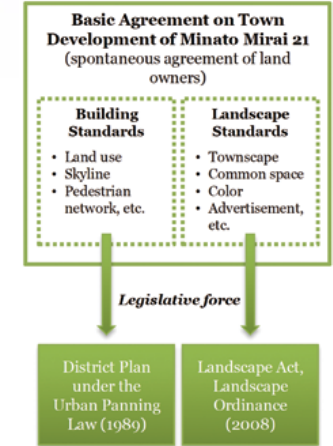 Basic Agreement on Town
Development of Minato Mirai 21
(spontaneous agreement of land
owners)
Building
Standards
• Land use
• Skyline
• Pedestrian
network, etc.
Landscape
Standards
• Townscape
• Common space
• Color
• Advertisement,
etc.
Legislative force
District Plan
under the
Urban Panning
Law (1989)
Landscape Act,
Landscape
Ordinance
(2008)